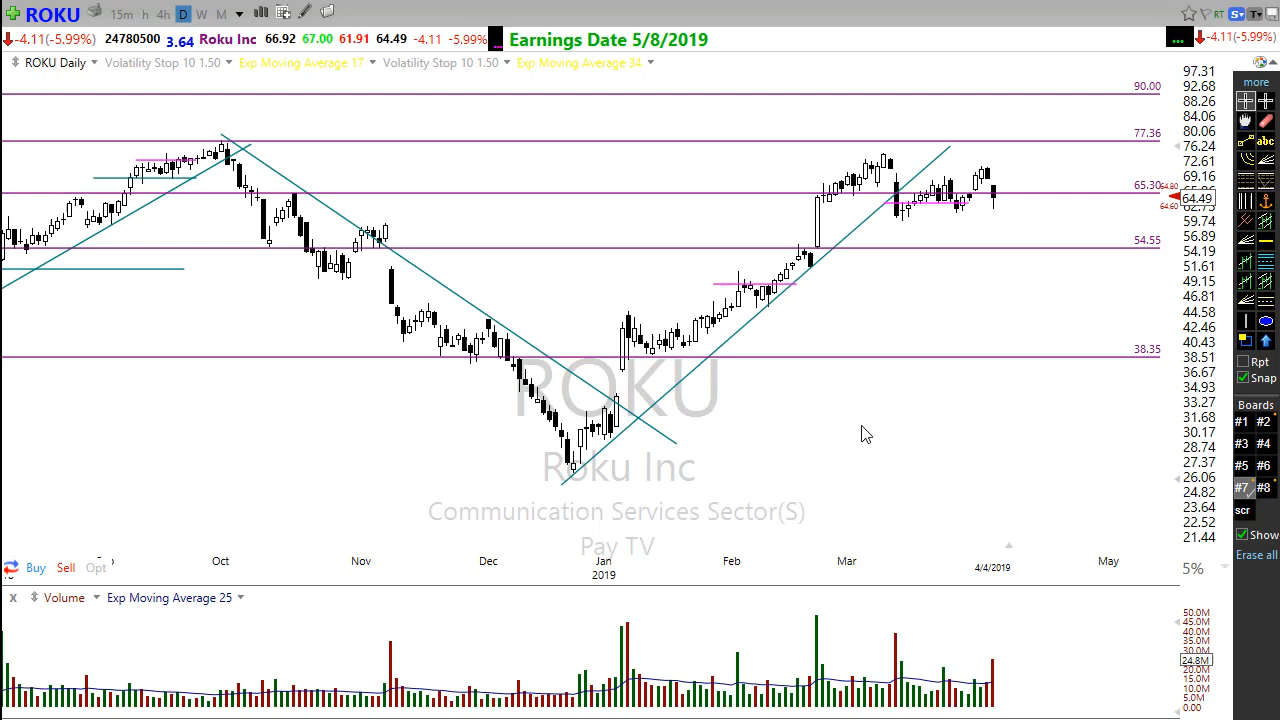 ROKU 15m h 4h D W M RT S T -4.11(-5.99%)
-4.11(-5.99%) 24780500 3.64 Roku Inc 66.92 67.00 61.91 64.49 -4.11 -5.99% ... Earnings Date 5/8/2019 ...
ROKU Daily Volatility Stop 10 1.50 Exp Moving Average 17 Volatility Stop 10 1.50 Exp Moving Average 34
more
abc
90.00
77.36
65.30
54.55
38.35
64.80
64.60
97.31
92.68
88.26
84.06
80.06
76.24
72.61
69.16
64.49
59.74
56.89
54.19
51.61
49.15
46.81
44.58
42.46
40.43
38.51
36.67
34.93
33.27
31.68
30.17
28.74
27.37
26.06
24.82
23.64
22.52
21.44
Rpt
Snap
Boards
#1 #2
#3 #4
#5 #6
#7 #8
scr
Show
Erase all
ROKU
Roku Inc
Communication Services Sector(S)
Pay TV
Oct Nov Dec Jan Feb Mar May
2019 4/4/2019
Buy Sell Opt 5%
X Volume Exp Moving Average 25
50.0M
45.0M
40.0M
35.0M
30.0M
24.8M
20.0M
15.0M
10.0M
5.0M
0.00